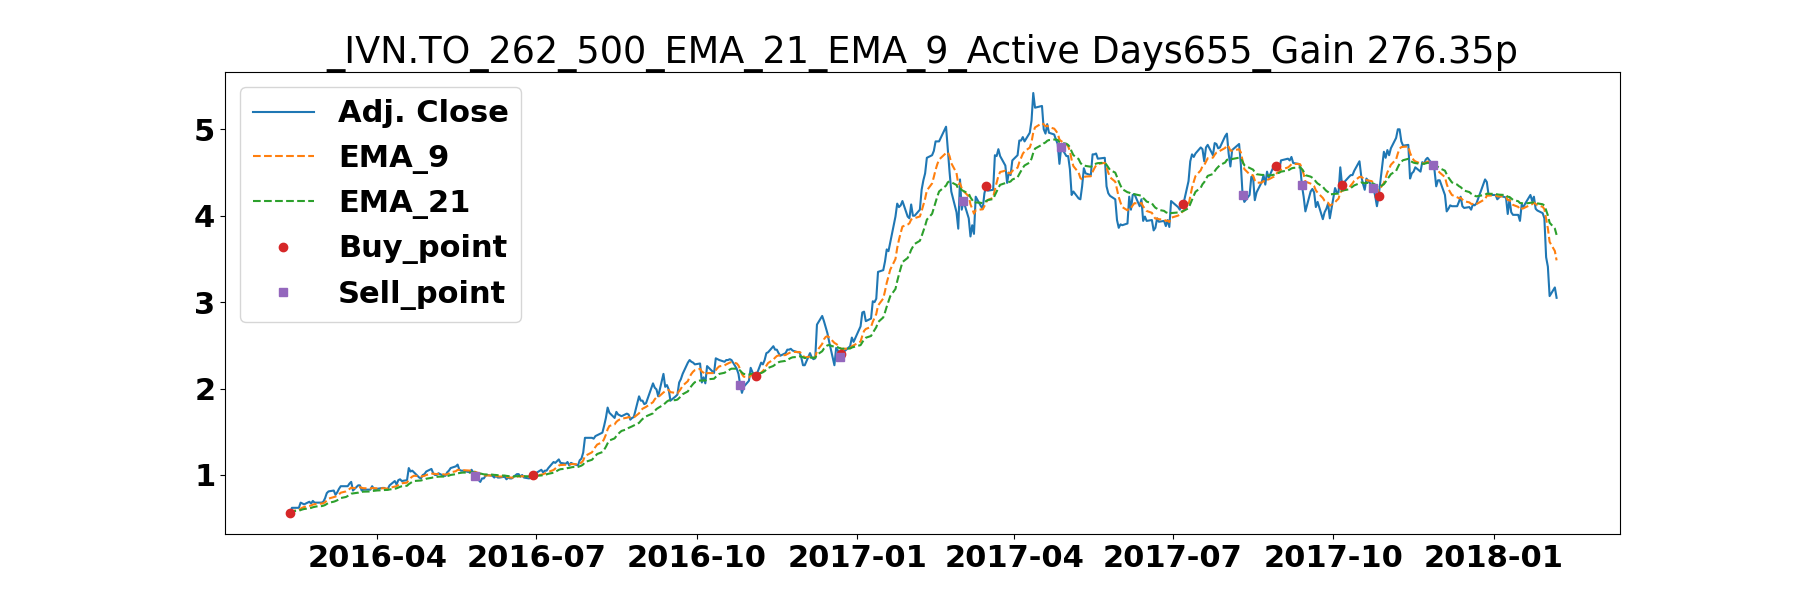 _IVN.TO_262_500_EMA_21_EMA_9_Active Days655_Gain 276.35p
Adj. Close
EMA_9
EMA_21
Buy_point
Sell_point
5
4
3
2
1
2016-04 2016-07 2016-10 2017-01 2017-04 2017-07 2017-10 2018-01